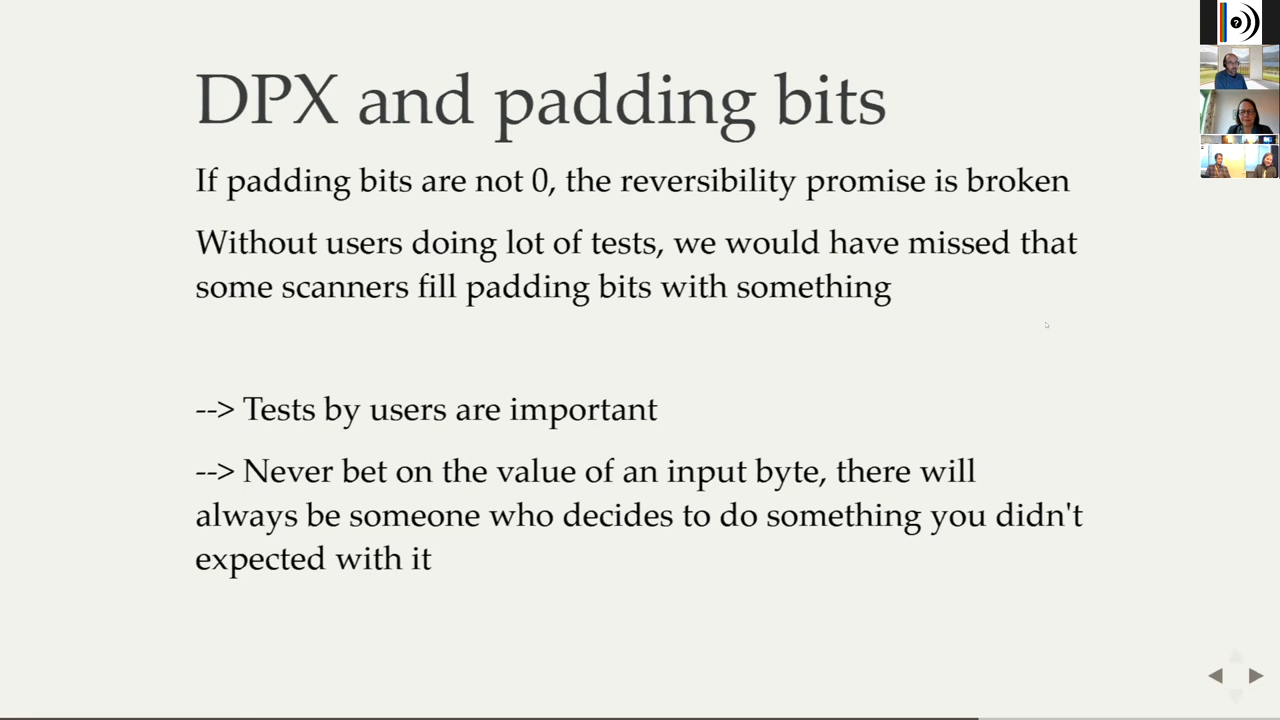 DPX and padding bits
If padding bits are not 0, the reversibility promise is broken
Without users doing lot of tests, we would have missed that
some scanners fill padding bits with something
--> Tests by users are important
--> Never bet on the value of an input byte, there will
always be someone who decides to do something you didn't
expected with it